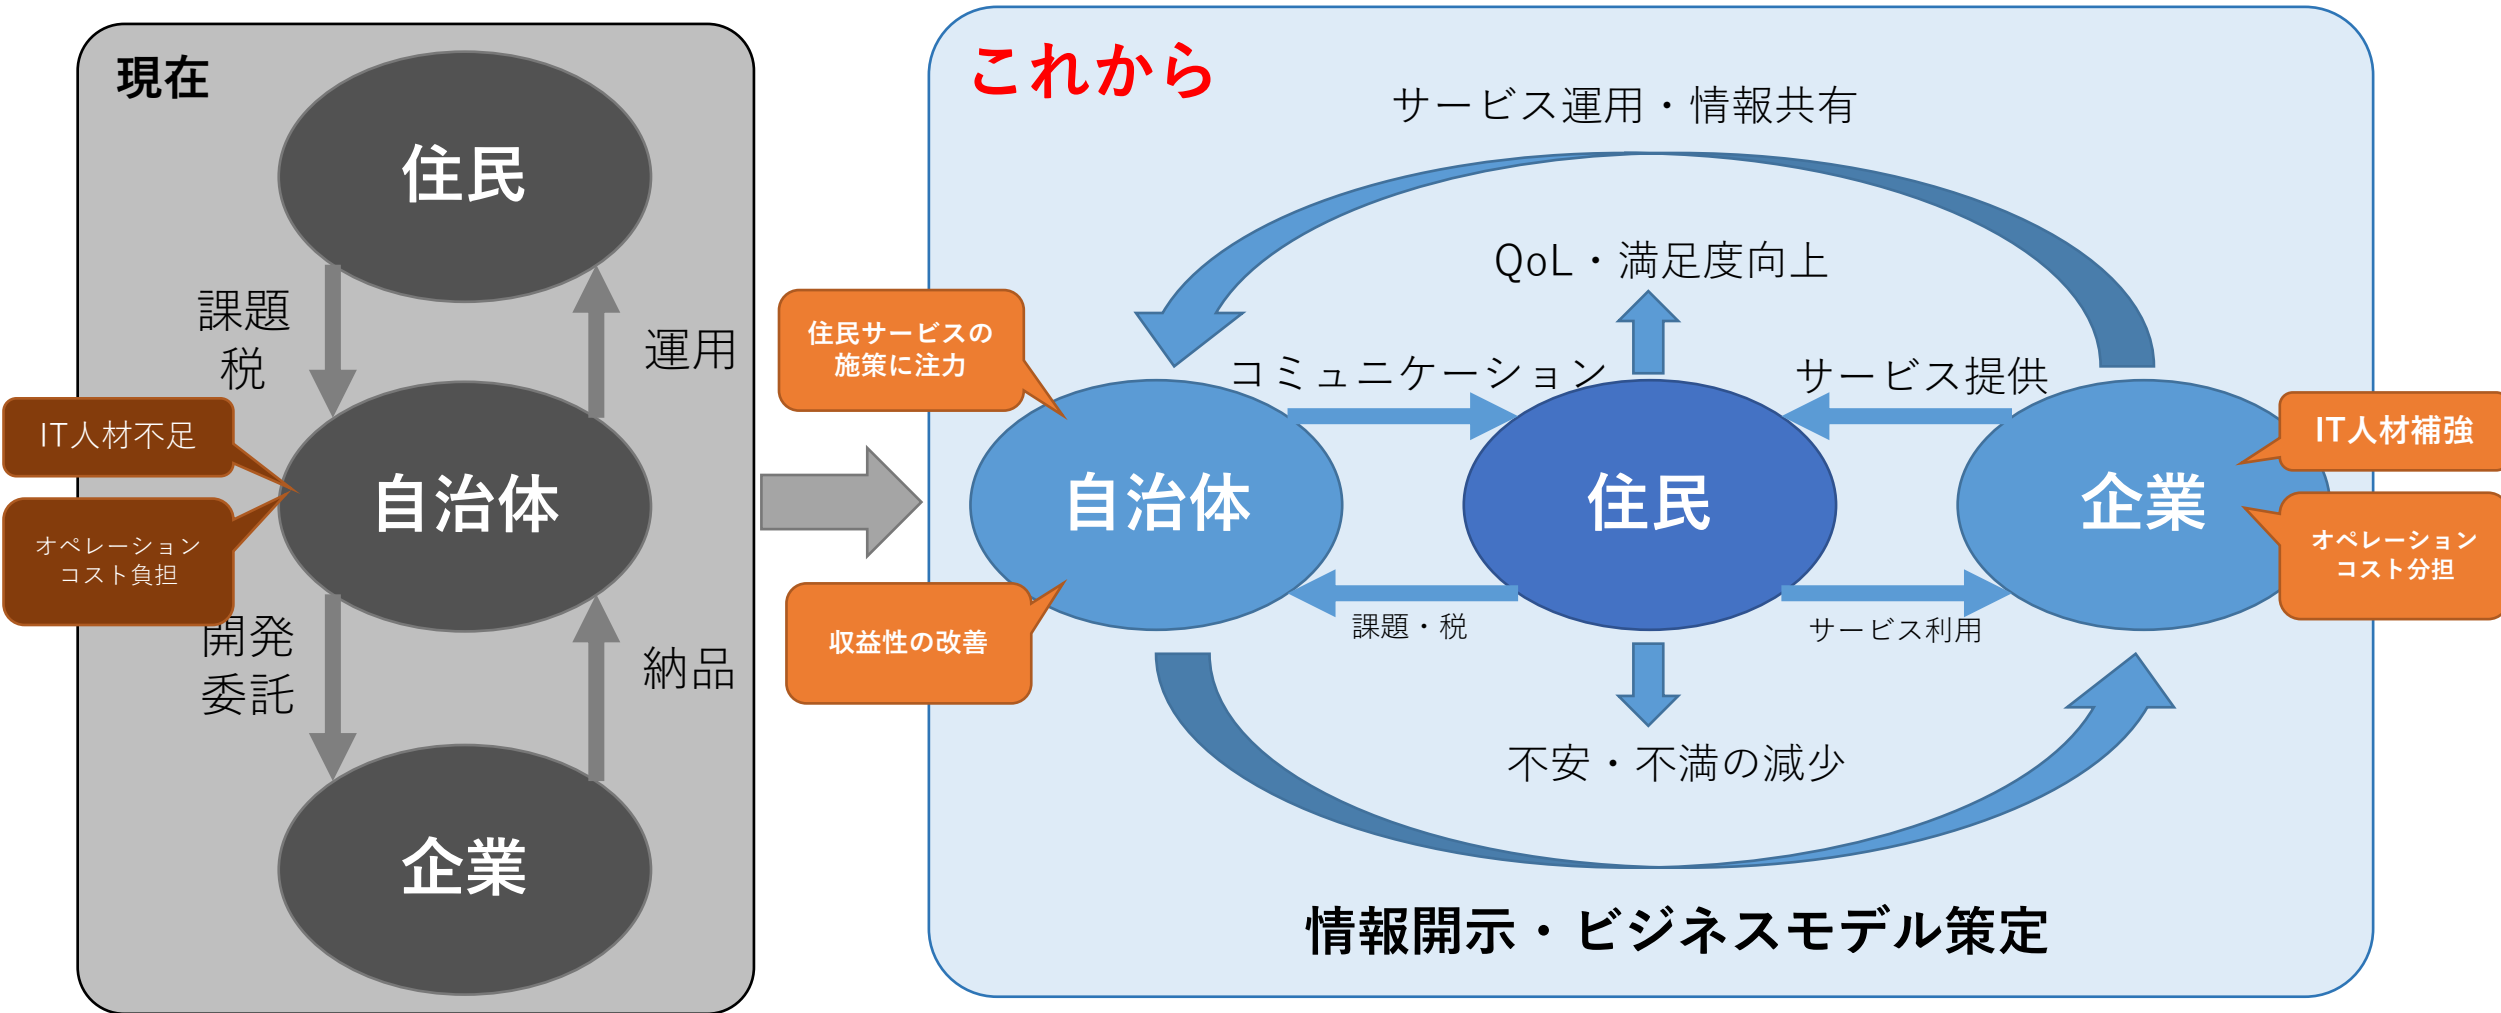 現在
住民
課題
税
運用
IT人材不足
自治体
オペレーション
コスト負担
開発
委託
納品
企業
これから
サービス運用・情報共有
QoL・満足度向上
住民サービスの
施策に注力
コミュニケーション
サービス提供
IT人材補強
自治体
住民
企業
オペレーション
コスト分担
収益性の改善
課題・税
サービス利用
不安・不満の減少
情報開示・ビジネスモデル策定